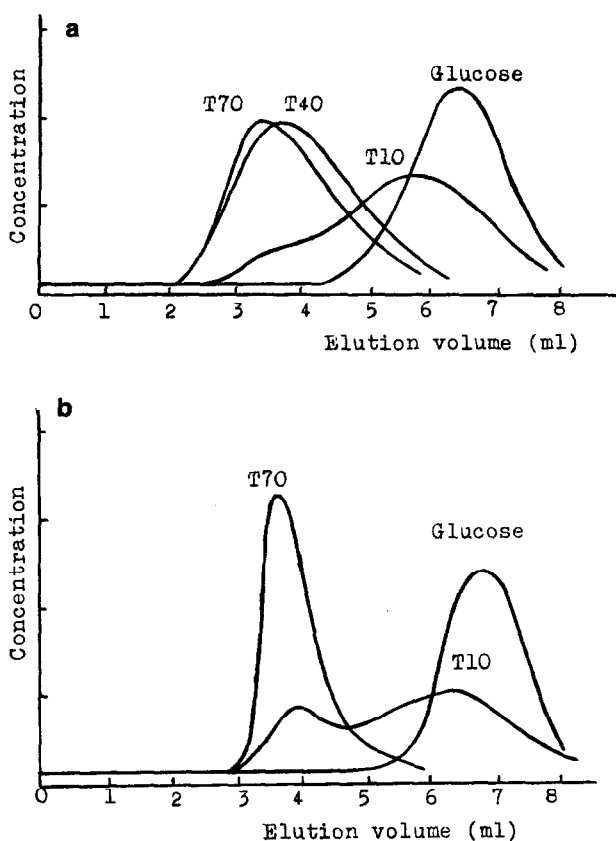 a
Concentration
T70 T40
Glucose
T10
0 1 2 3 4 5 6 7 8
Elution volume (ml)
b
Concentration
T70
Glucose
T10
0 1 2 3 4 5 6 7 8
Elution volume (ml)